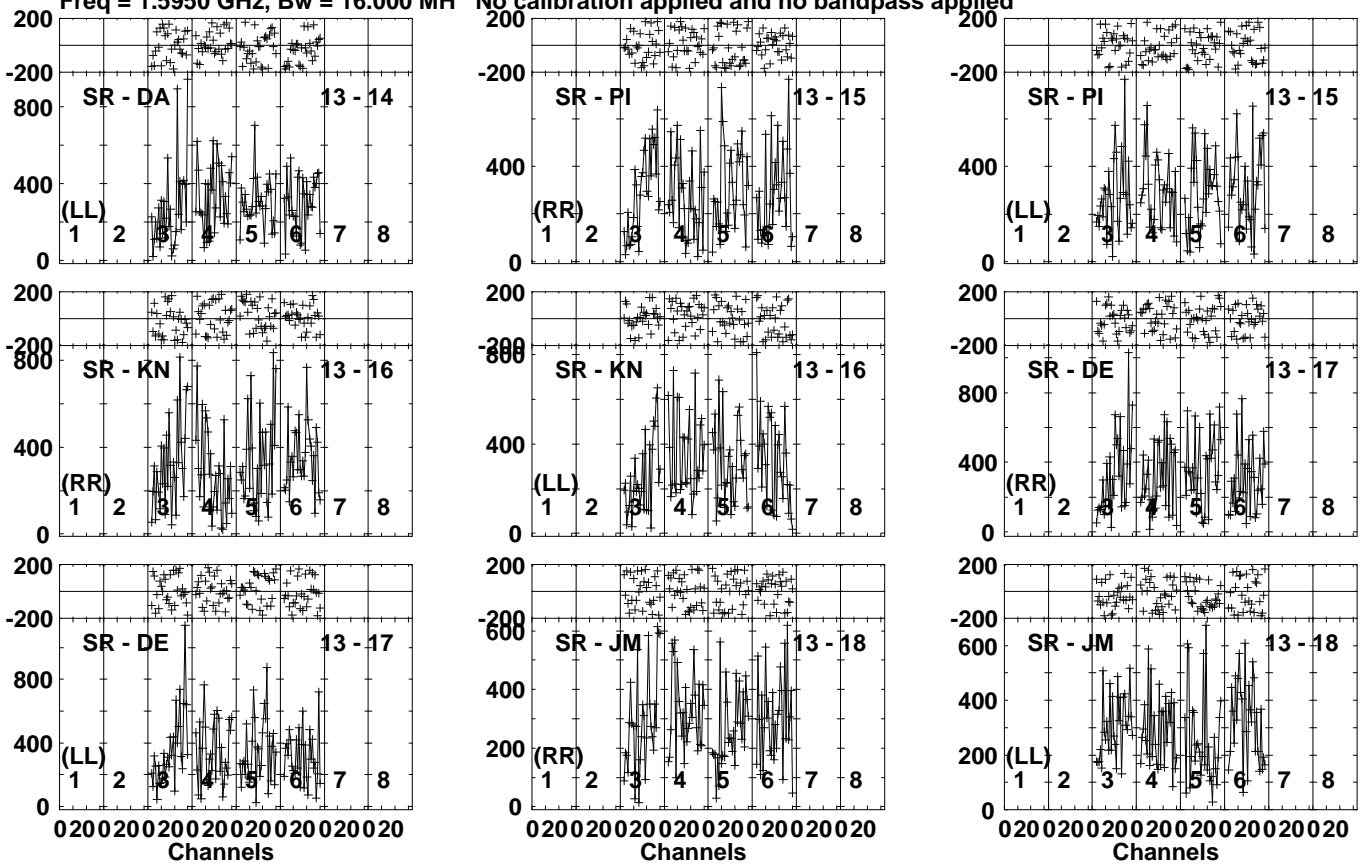 Freq = 1.5950 GHz, Bw = 16.000 MH No calibration applied and no bandpass applied
200
-200
SR - DA 13 - 14
800
400
0
(LL)
1 2 3 4 5 6 7 8
200
-200
SR - PI 13 - 15
400
0
(RR)
1 2 3 4 5 6 7 8
200
-200
SR - PI 13 - 15
400
0
(LL)
1 2 3 4 5 6 7 8
200
-200
SR - KN 13 - 16
800
400
0
(RR)
1 2 3 4 5 6 7 8
200
-200
SR - KN 13 - 16
800
400
0
(LL)
1 2 3 4 5 6 7 8
200
-200
SR - DE 13 - 17
800
400
0
(RR)
1 2 3 4 5 6 7 8
200
-200
SR - DE 13 - 17
800
400
0
(LL)
1 2 3 4 5 6 7 8
0 20 0 20 0 20 0 20 0 20 0 20 0 20 0 20
Channels
200
-200
SR - JM 13 - 18
600
400
200
0
(RR)
1 2 3 4 5 6 7 8
0 20 0 20 0 20 0 20 0 20 0 20 0 20 0 20
Channels
200
-200
SR - JM 13 - 18
600
400
200
0
(LL)
1 2 3 4 5 6 7 8
0 20 0 20 0 20 0 20 0 20 0 20 0 20 0 20
Channels